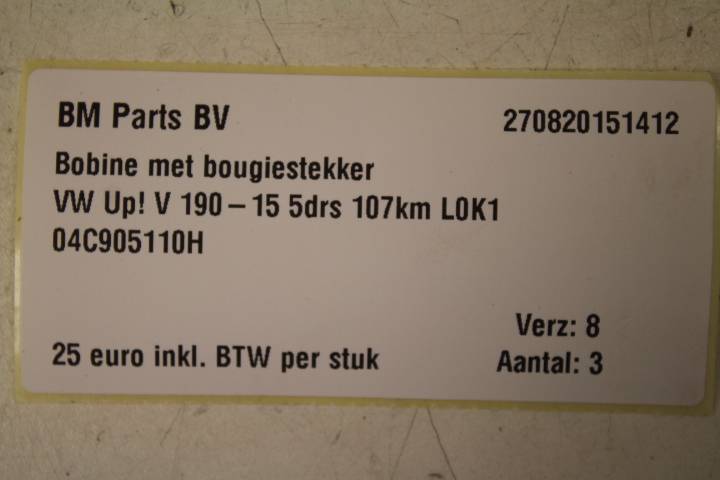 BM Parts BV 270820151412
Bobine met bougiestekker
VW Up! V 190 – 15 5drs 107km L0K1
04C905110H
Verz: 8
25 euro inkl. BTW per stuk Aantal: 3